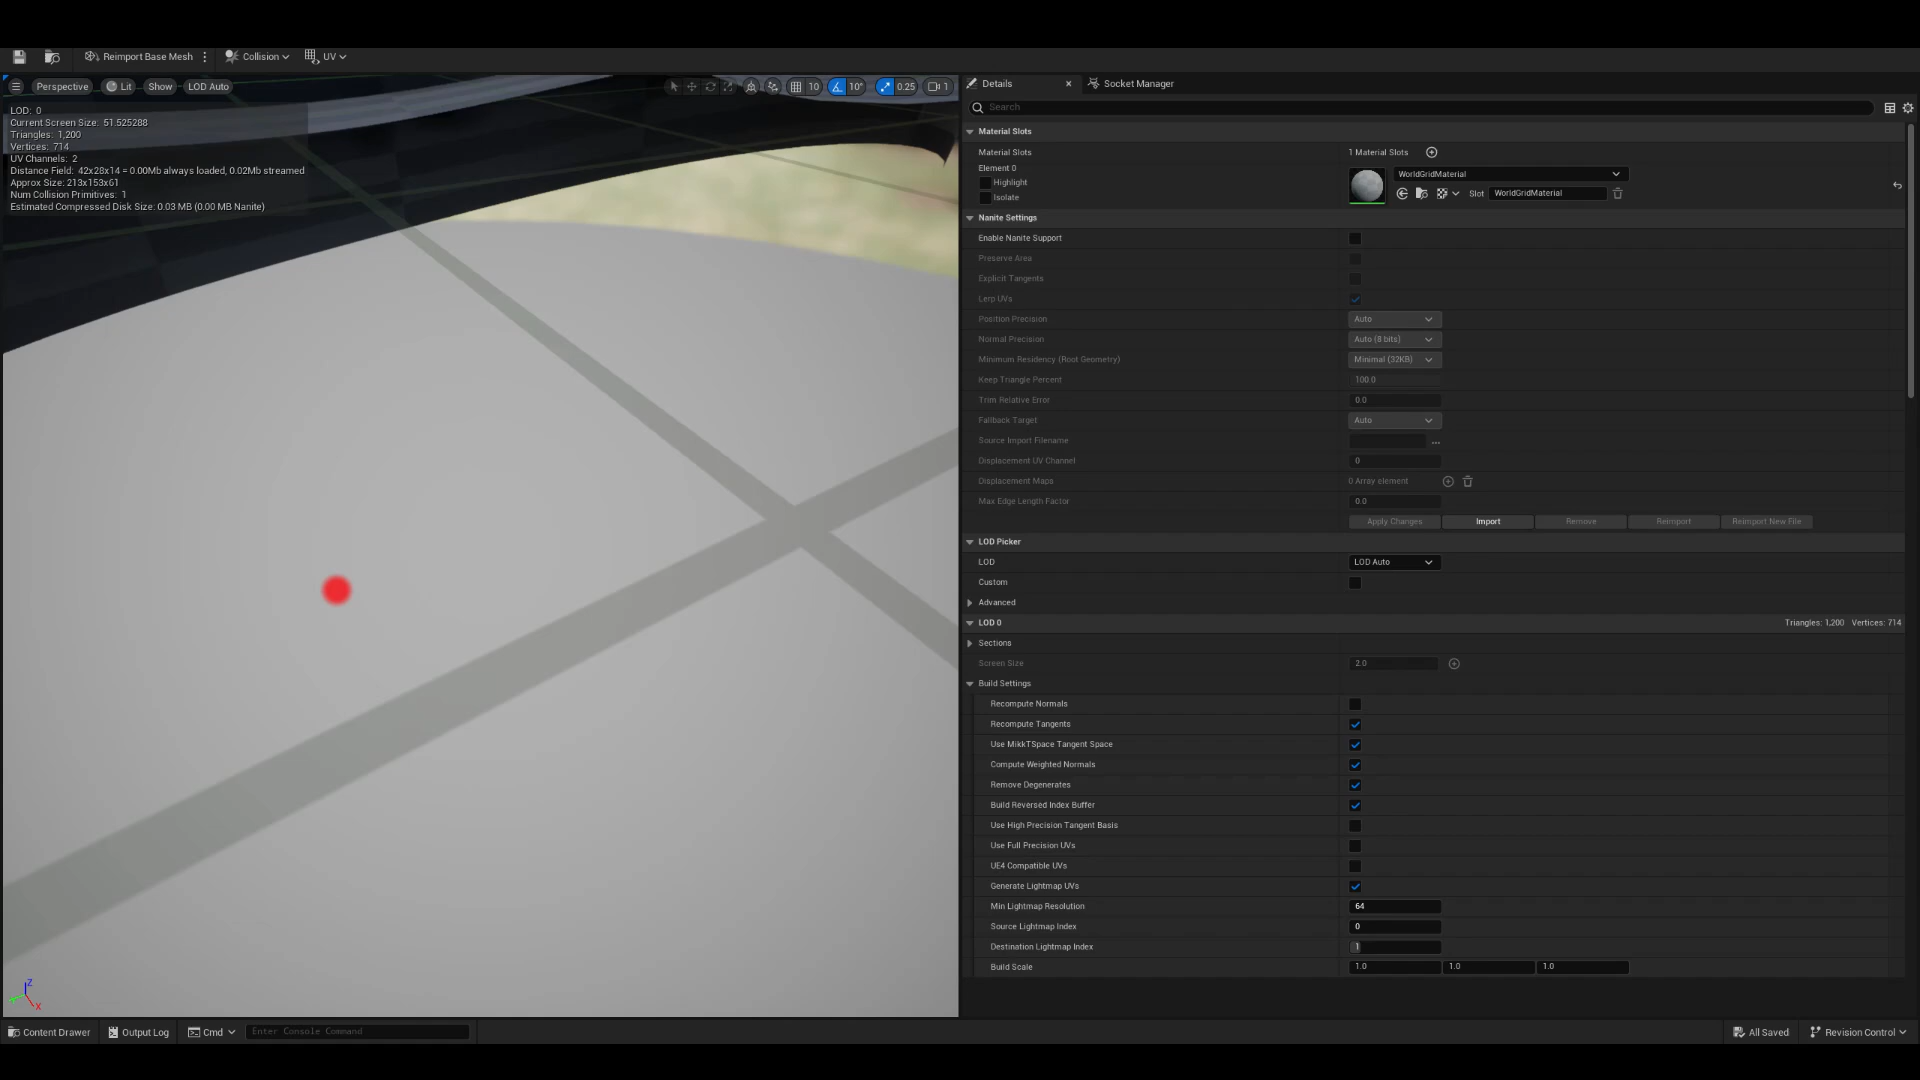 Reimport Base Mesh
Collision
UV
Perspective
Lit
Show
LOD Auto
10
10°
0.25
1
LOD: 0
Current Screen Size: 51.525288
Triangles: 1,200
Vertices: 714
UV Channels: 2
Distance Field: 42x28x14 = 0.00Mb always loaded, 0.02Mb streamed
Approx Size: 213x153x61
Num Collision Primitives: 1
Estimated Compressed Disk Size: 0.03 MB (0.00 MB Nanite)
Z
X
Details
Socket Manager
Search
Material Slots
Material Slots 1 Material Slots
Element 0
Highlight
Isolate
WorldGridMaterial
Slot WorldGridMaterial
Nanite Settings
Enable Nanite Support
Preserve Area
Explicit Tangents
Lerp UVs
Position Precision Auto
Normal Precision Auto (8 bits)
Minimum Residency (Root Geometry) Minimal (32KB)
Keep Triangle Percent 100.0
Trim Relative Error 0.0
Fallback Target Auto
Source Import Filename ...
Displacement UV Channel 0
Displacement Maps 0 Array element
Max Edge Length Factor 0.0
Apply Changes Import Remove Reimport Reimport New File
LOD Picker
LOD LOD Auto
Custom
Advanced
LOD 0 Triangles: 1,200 Vertices: 714
Sections
Screen Size 2.0
Build Settings
Recompute Normals
Recompute Tangents
Use MikkTSpace Tangent Space
Compute Weighted Normals
Remove Degenerates
Build Reversed Index Buffer
Use High Precision Tangent Basis
Use Full Precision UVs
UE4 Compatible UVs
Generate Lightmap UVs
Min Lightmap Resolution 64
Source Lightmap Index 0
Destination Lightmap Index 1
Build Scale 1.0 1.0 1.0
Content Drawer
Output Log
Cmd
Enter Console Command
All Saved
Revision Control